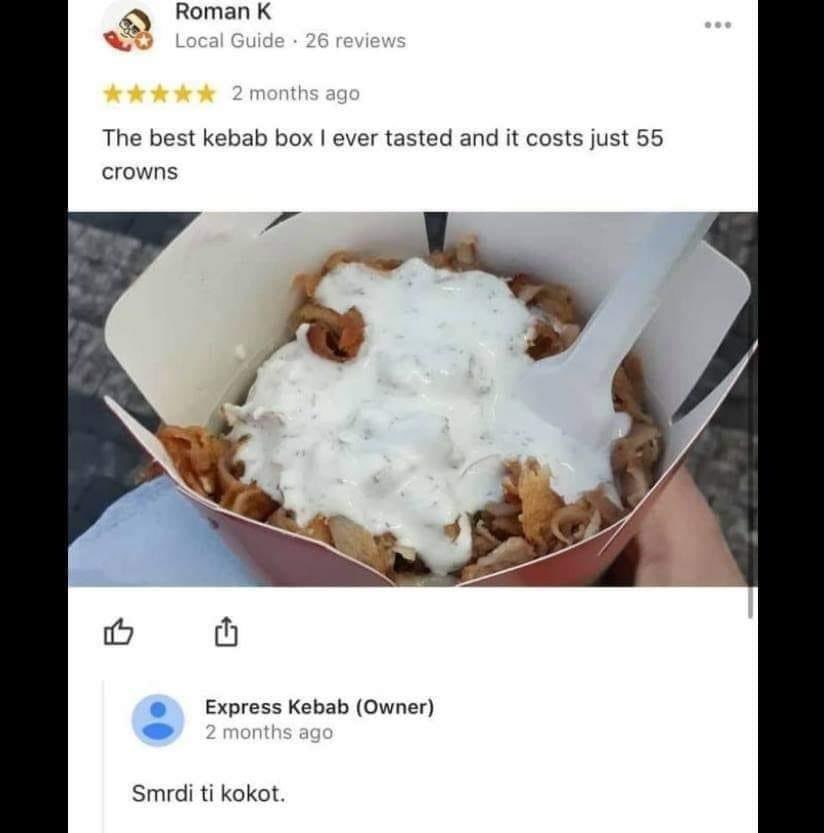 Roman K
Local Guide · 26 reviews
2 months ago
The best kebab box I ever tasted and it costs just 55
crowns
Express Kebab (Owner)
2 months ago
Smrdi ti kokot.